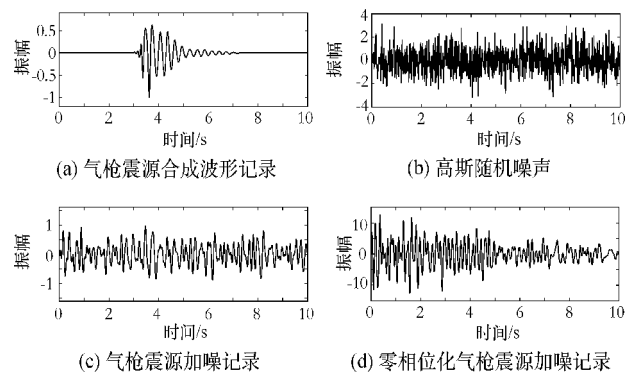 振幅
0.5
0
-0.5
-1
0 2 4 6 8 10
时间/s
(a) 气枪震源合成波形记录
振幅
4
2
0
-2
-4
0 2 4 6 8 10
时间/s
(b) 高斯随机噪声
振幅
1
0
-1
0 2 4 6 8 10
时间/s
(c) 气枪震源加噪记录
振幅
10
0
-10
0 2 4 6 8 10
时间/s
(d) 零相位化气枪震源加噪记录